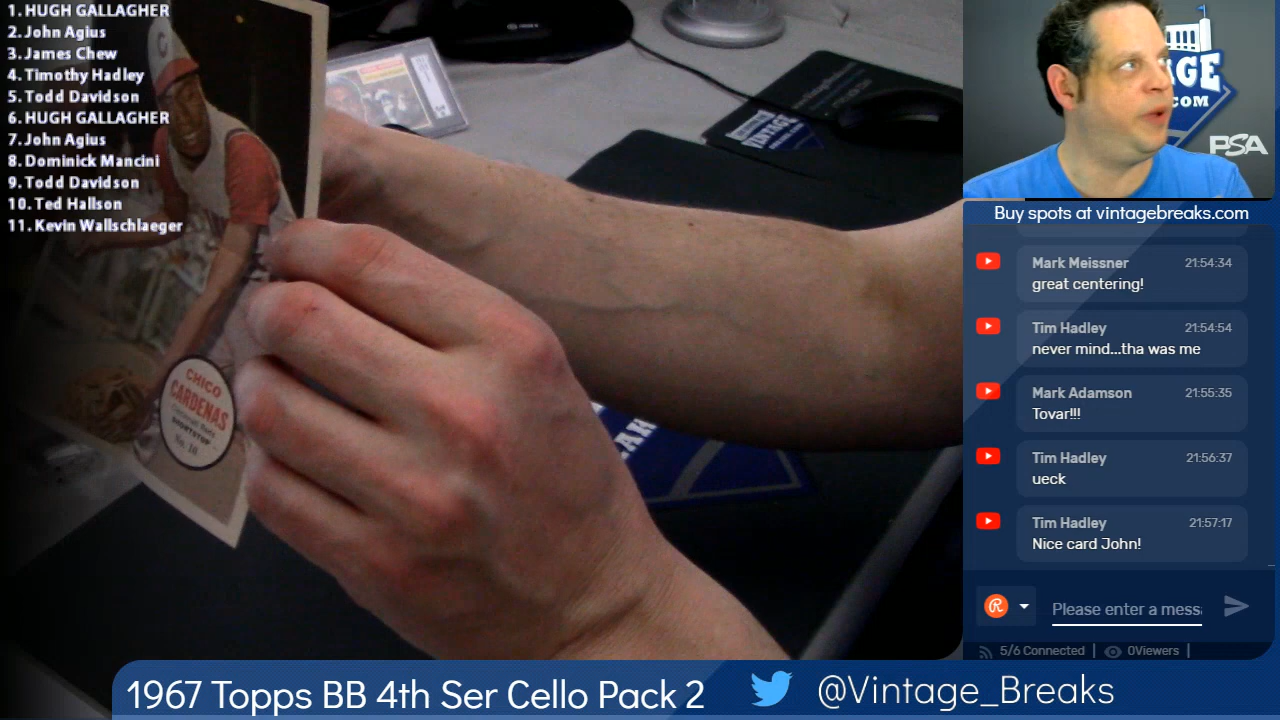 1. HUGH GALLAGHER
2. John Agius
3. James Chew
4. Timothy Hadley
5. Todd Davidson
6. HUGH GALLAGHER
7. John Agius
8. Dominick Mancini
9. Todd Davidson
10. Ted Hallson
11. Kevin Wallschlaeger
C
CHICO
CARDENAS
SHORTSTOP
No. 10
AGE
.COM
PSA
Buy spots at vintagebreaks.com
Mark Meissner 21:54:34
great centering!
Tim Hadley 21:54:54
never mind...tha was me
Mark Adamson 21:55:35
Tovar!!!
Tim Hadley 21:56:37
ueck
Tim Hadley 21:57:17
Nice card John!
Please enter a mess
5/6 Connected | 0Viewers |
1967 Topps BB 4th Ser Cello Pack 2
@Vintage_Breaks